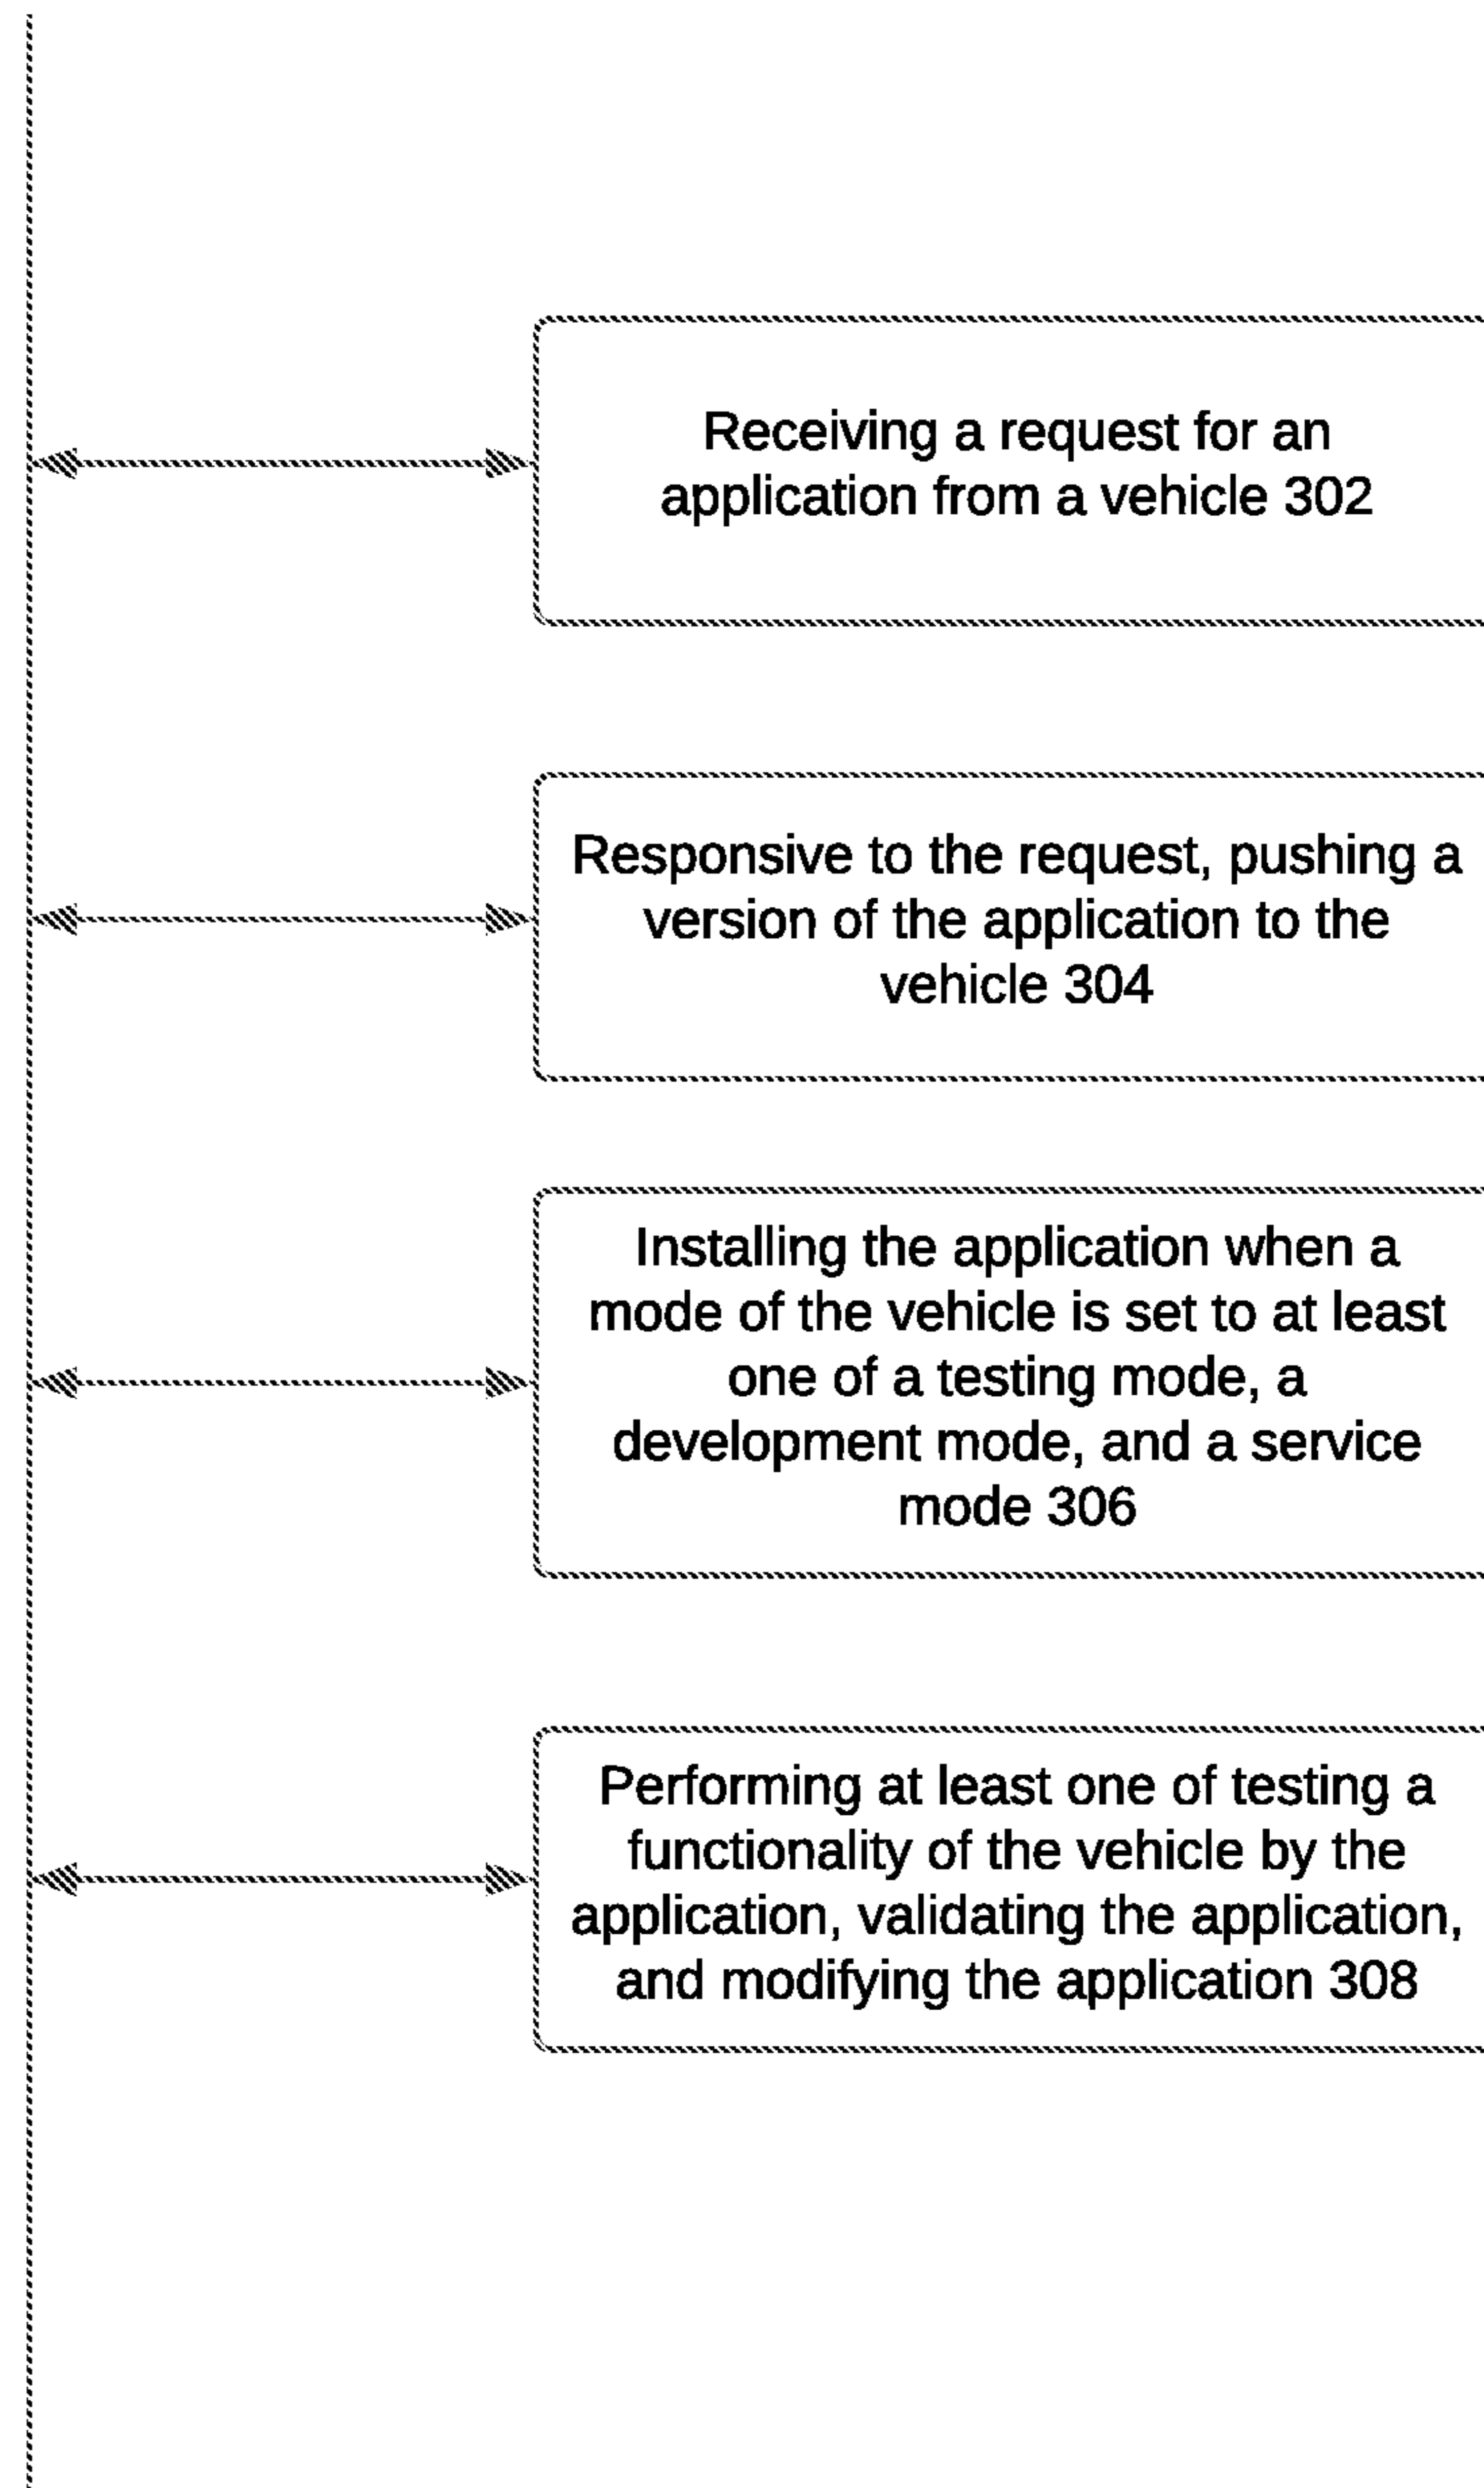 Receiving a request for an
application from a vehicle 302
Responsive to the request, pushing a
version of the application to the
vehicle 304
Installing the application when a
mode of the vehicle is set to at least
one of a testing mode, a
development mode, and a service
mode 306
Performing at least one of testing a
functionality of the vehicle by the
application, validating the application,
and modifying the application 308